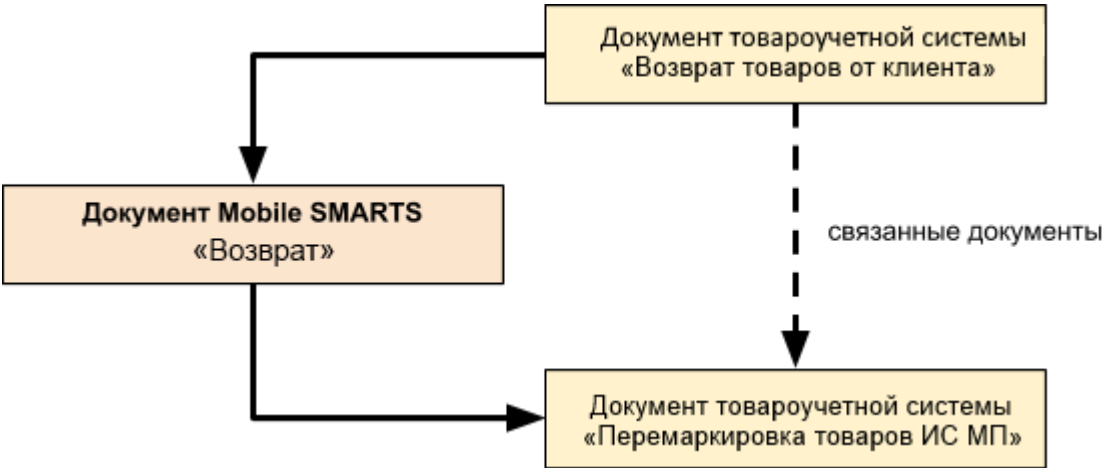 Документ товароучетной системы
«Возврат товаров от клиента»
Документ Mobile SMARTS
«Возврат»
связанные документы
Документ товароучетной системы
«Перемаркировка товаров ИС МП»